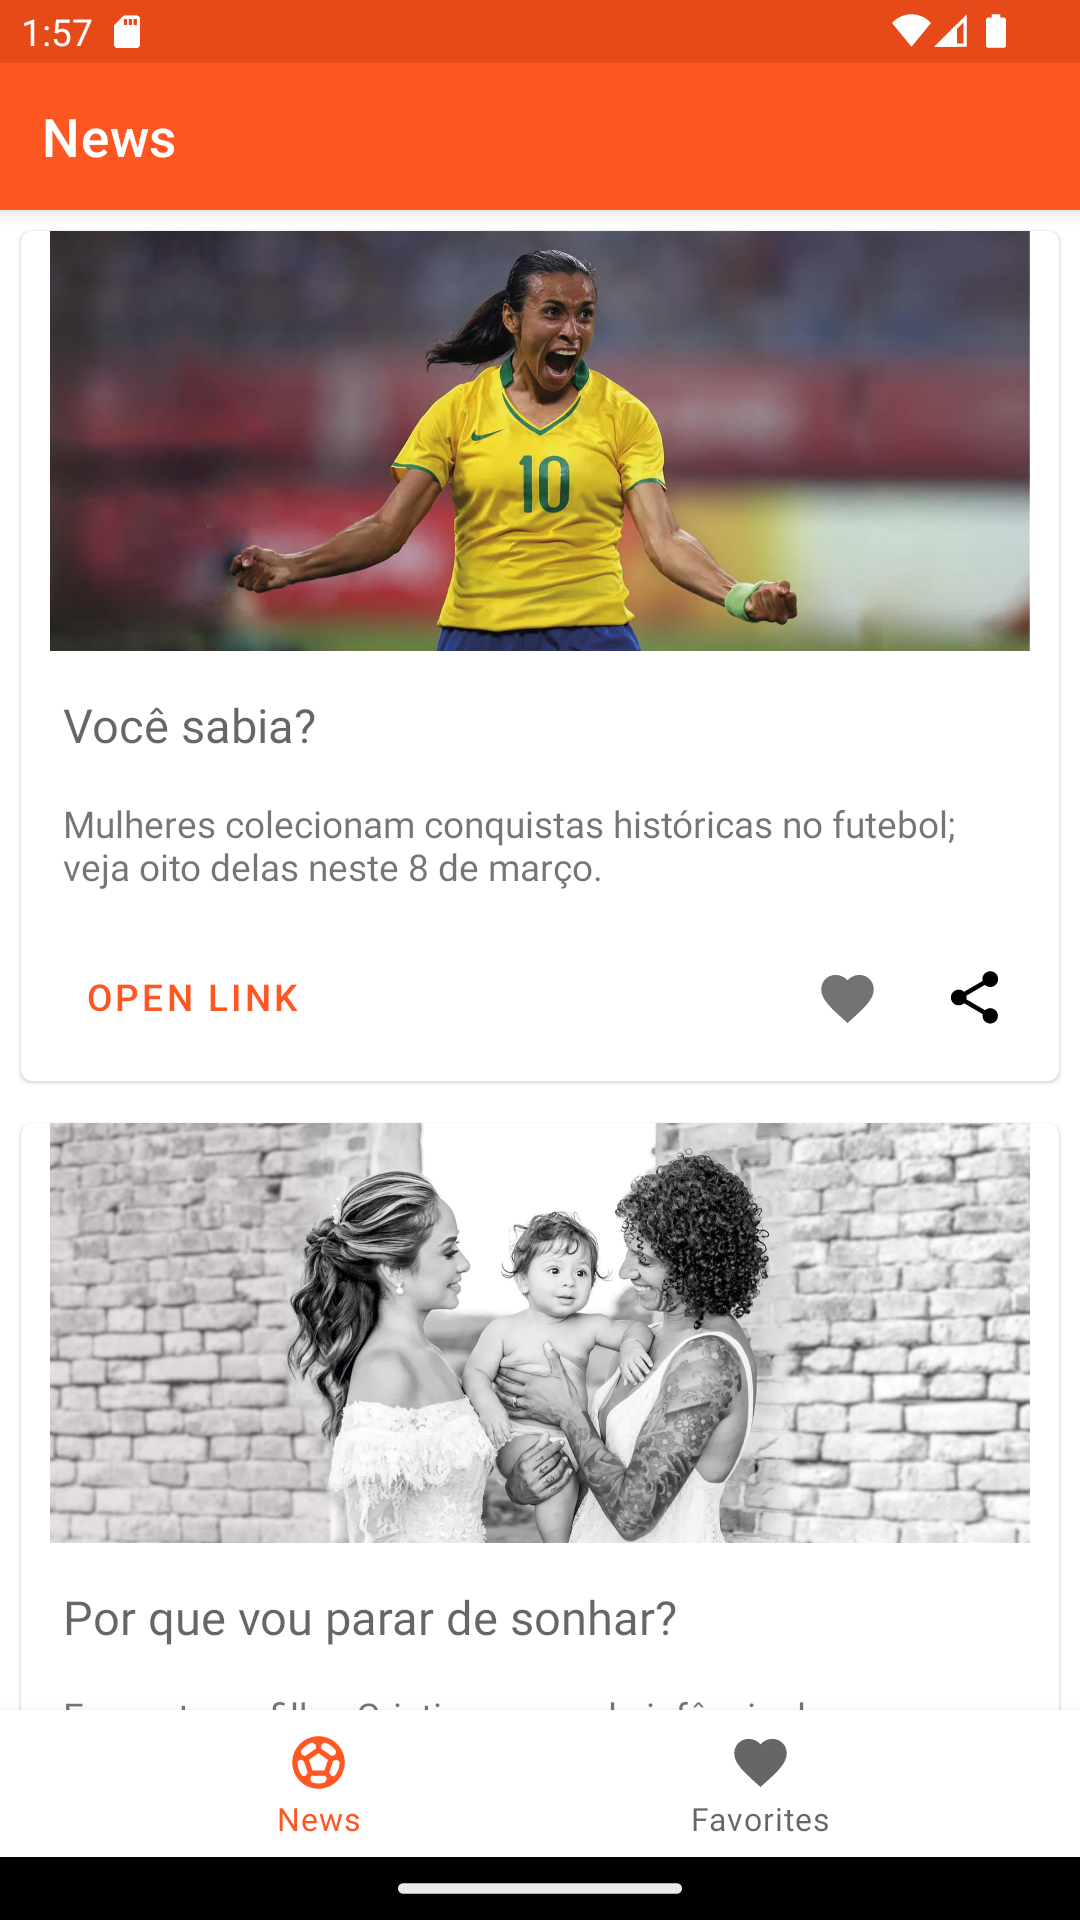 1:57
News
10
Você sabia?
Mulheres colecionam conquistas históricas no futebol;
veja oito delas neste 8 de março.
OPEN LINK
Por que vou parar de sonhar?
News
Favorites